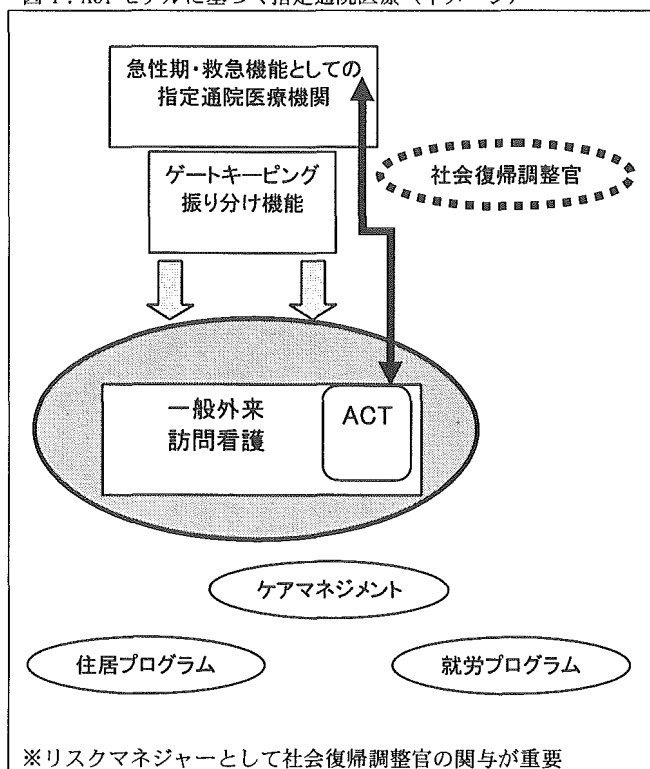 急性期・救急機能としての
指定通院医療機関
ゲートキーピング
振り分け機能
社会復帰調整官
一般外来
訪問看護
ACT
ケアマネジメント
住居プログラム
就労プログラム
※リスクマネジャーとして社会復帰調整官の関与が重要